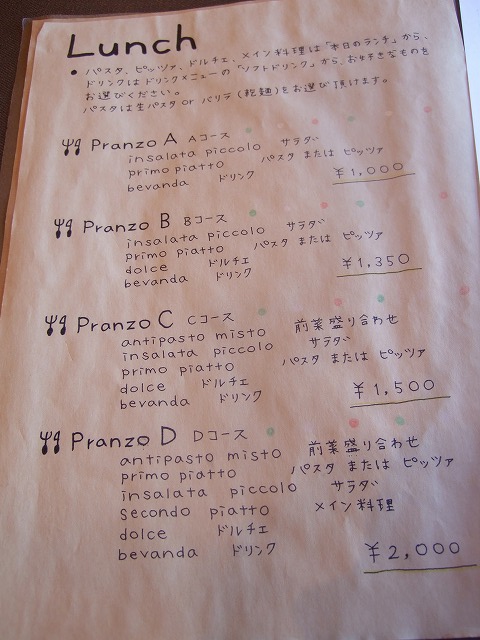 Lunch
• パスタ、ピッツァ、ドルチェ、メイン料理は「本日のランチ」から、
ドリンクはドリンクメニューの「ソフトドリンク」から、お好きなものを
お選びください。
パスタは生パスタ or バリラ(乾麺)をお選び頂けます。
Pranzo A Aコース
insalata piccolo サラダ
primo piatto パスタ または ピッツァ
bevanda ドリンク
¥1,000
Pranzo B Bコース
insalata piccolo サラダ
primo piatto パスタ または ピッツァ
dolce ドルチェ
bevanda ドリンク
¥1,350
Pranzo C Cコース
antipasto misto 前菜盛り合わせ
insalata piccolo サラダ
primo piatto パスタ または ピッツァ
dolce ドルチェ
bevanda ドリンク
¥1,500
Pranzo D Dコース
antipasto misto 前菜盛り合わせ
primo piatto パスタ または ピッツァ
insalata piccolo サラダ
secondo piatto メイン料理
dolce ドルチェ
bevanda ドリンク
¥2,000